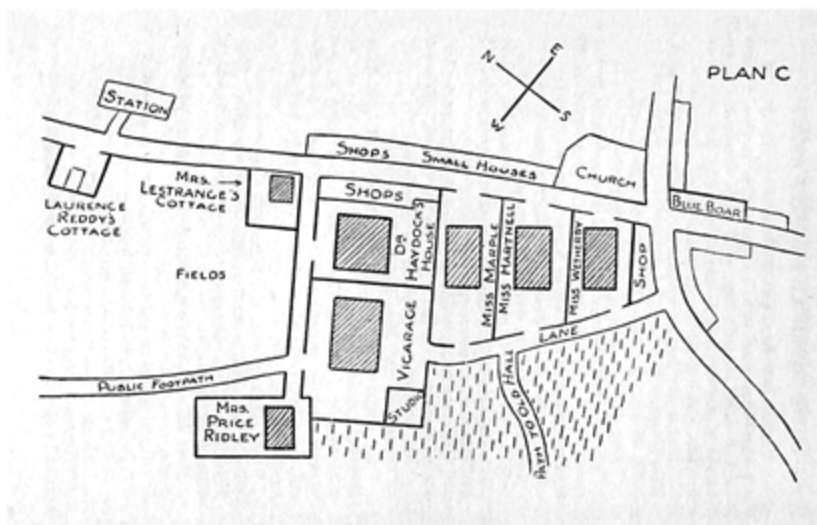 PLAN C
N
E
W
S
STATION
SHOPS SMALL HOUSES
CHURCH
MRS.
LESTRANGE'S
COTTAGE
SHOPS
BLUE BOAR
LAURENCE
REDDY'S
COTTAGE
DR
HAYDOCK'S
HOUSE
MISS MARPLE
MISS HARTNELL
MISS WETHERBY
SHOP
FIELDS
VICARAGE
LANE
PUBLIC FOOTPATH
STUDIO
PATH TO OLD HALL
MRS.
PRICE
RIDLEY